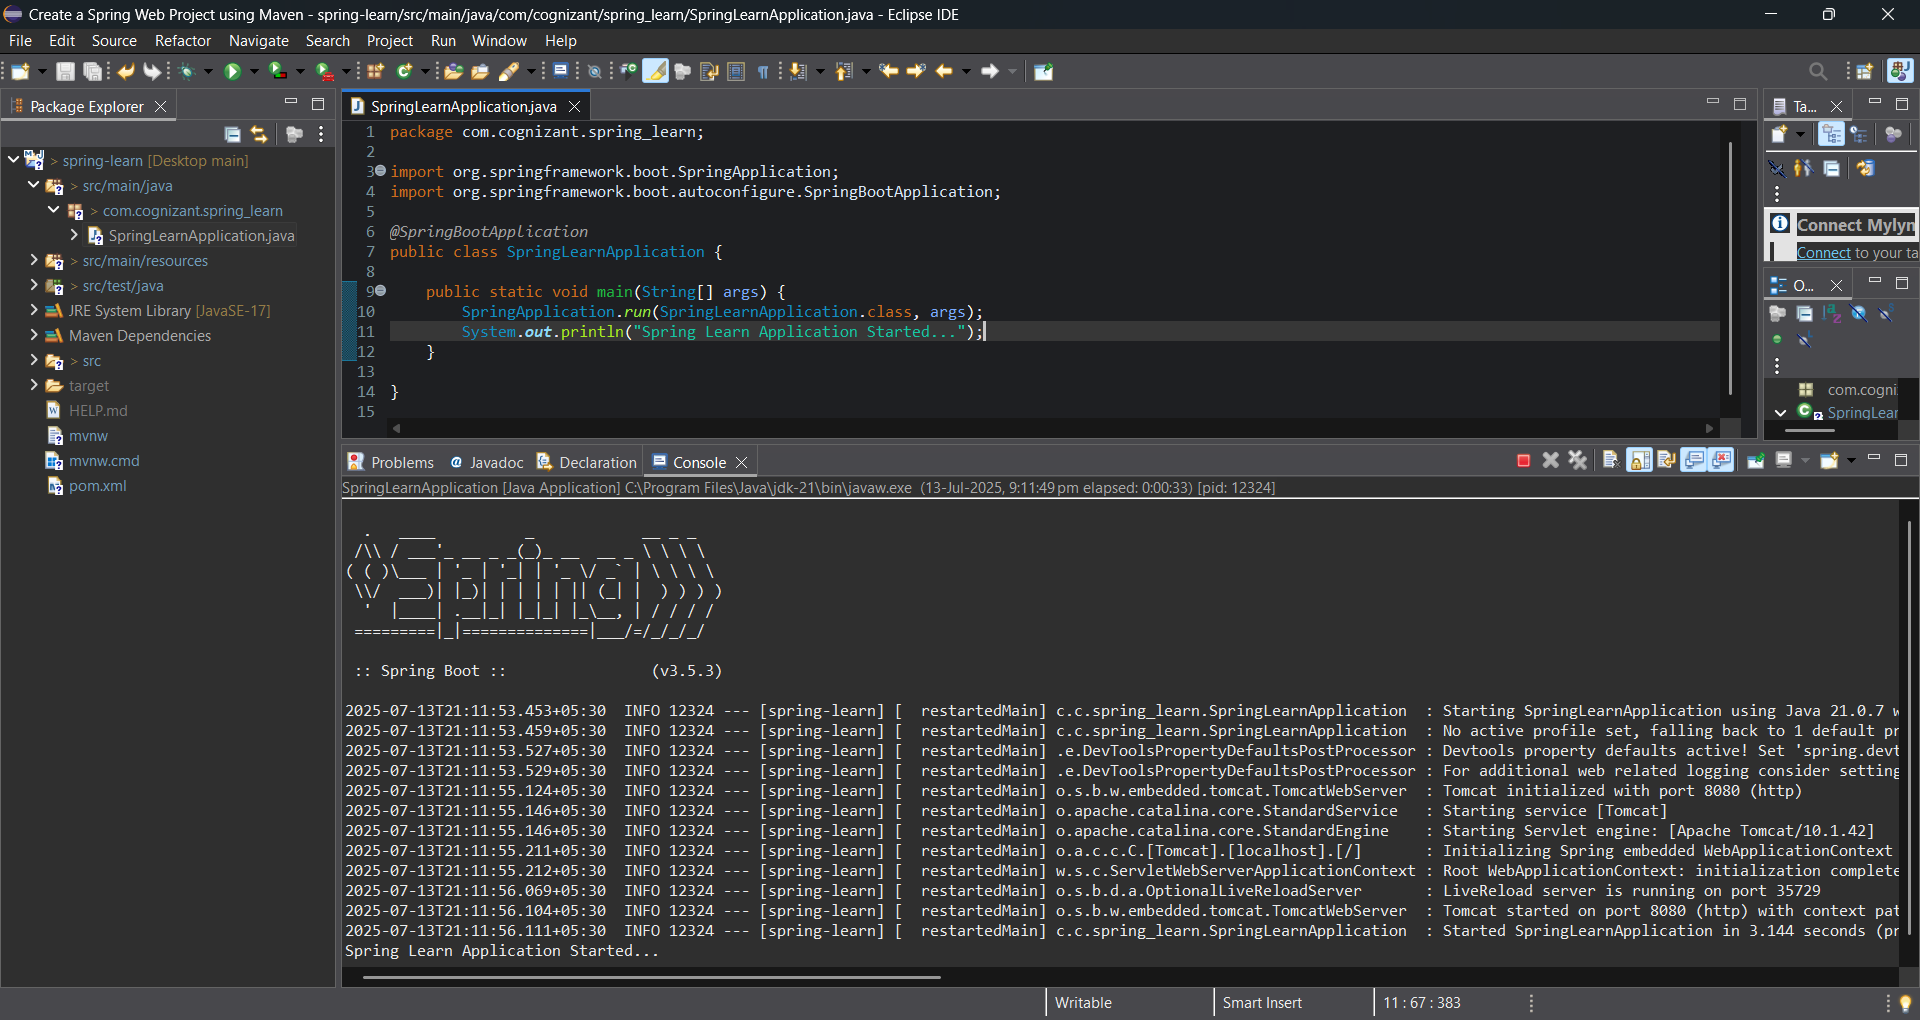 Create a Spring Web Project using Maven - spring-learn/src/main/java/com/cognizant/spring_learn/SpringLearnApplication.java - Eclipse IDE
File Edit Source Refactor Navigate Search Project Run Window Help
Package Explorer
> spring-learn [Desktop main]
> src/main/java
> com.cognizant.spring_learn
SpringLearnApplication.java
> src/main/resources
> src/test/java
JRE System Library [JavaSE-17]
Maven Dependencies
> src
target
HELP.md
mvnw
mvnw.cmd
pom.xml
SpringLearnApplication.java
1 package com.cognizant.spring_learn;
2
3 import org.springframework.boot.SpringApplication;
4 import org.springframework.boot.autoconfigure.SpringBootApplication;
5
6 @SpringBootApplication
7 public class SpringLearnApplication {
8
9 public static void main(String[] args) {
10 SpringApplication.run(SpringLearnApplication.class, args);
11 System.out.println("Spring Learn Application Started...");
12 }
13
14 }
15
Ta...
Connect Mylyn
Connect to your ta
O...
com.cogni
SpringLear
Problems Javadoc Declaration Console
SpringLearnApplication [Java Application] C:\Program Files\Java\jdk-21\bin\javaw.exe (13-Jul-2025, 9:11:49 pm elapsed: 0:00:33) [pid: 12324]
Spring
:: Spring Boot :: (v3.5.3)
2025-07-13T21:11:53.453+05:30 INFO 12324 --- [spring-learn] [ restartedMain] c.c.spring_learn.SpringLearnApplication : Starting SpringLearnApplication using Java 21.0.7 w
2025-07-13T21:11:53.459+05:30 INFO 12324 --- [spring-learn] [ restartedMain] c.c.spring_learn.SpringLearnApplication : No active profile set, falling back to 1 default pr
2025-07-13T21:11:53.527+05:30 INFO 12324 --- [spring-learn] [ restartedMain] .e.DevToolsPropertyDefaultsPostProcessor : Devtools property defaults active! Set 'spring.devt
2025-07-13T21:11:53.529+05:30 INFO 12324 --- [spring-learn] [ restartedMain] .e.DevToolsPropertyDefaultsPostProcessor : For additional web related logging consider setting
2025-07-13T21:11:55.124+05:30 INFO 12324 --- [spring-learn] [ restartedMain] o.s.b.w.embedded.tomcat.TomcatWebServer : Tomcat initialized with port 8080 (http)
2025-07-13T21:11:55.146+05:30 INFO 12324 --- [spring-learn] [ restartedMain] o.apache.catalina.core.StandardService : Starting service [Tomcat]
2025-07-13T21:11:55.146+05:30 INFO 12324 --- [spring-learn] [ restartedMain] o.apache.catalina.core.StandardEngine : Starting Servlet engine: [Apache Tomcat/10.1.42]
2025-07-13T21:11:55.211+05:30 INFO 12324 --- [spring-learn] [ restartedMain] o.a.c.c.C.[Tomcat].[localhost].[/] : Initializing Spring embedded WebApplicationContext
2025-07-13T21:11:55.212+05:30 INFO 12324 --- [spring-learn] [ restartedMain] w.s.c.ServletWebServerApplicationContext : Root WebApplicationContext: initialization complete
2025-07-13T21:11:56.069+05:30 INFO 12324 --- [spring-learn] [ restartedMain] o.s.b.d.a.OptionalLiveReloadServer : LiveReload server is running on port 35729
2025-07-13T21:11:56.104+05:30 INFO 12324 --- [spring-learn] [ restartedMain] o.s.b.w.embedded.tomcat.TomcatWebServer : Tomcat started on port 8080 (http) with context pat
2025-07-13T21:11:56.111+05:30 INFO 12324 --- [spring-learn] [ restartedMain] c.c.spring_learn.SpringLearnApplication : Started SpringLearnApplication in 3.144 seconds (pr
Spring Learn Application Started...
Writable Smart Insert 11 : 67 : 383